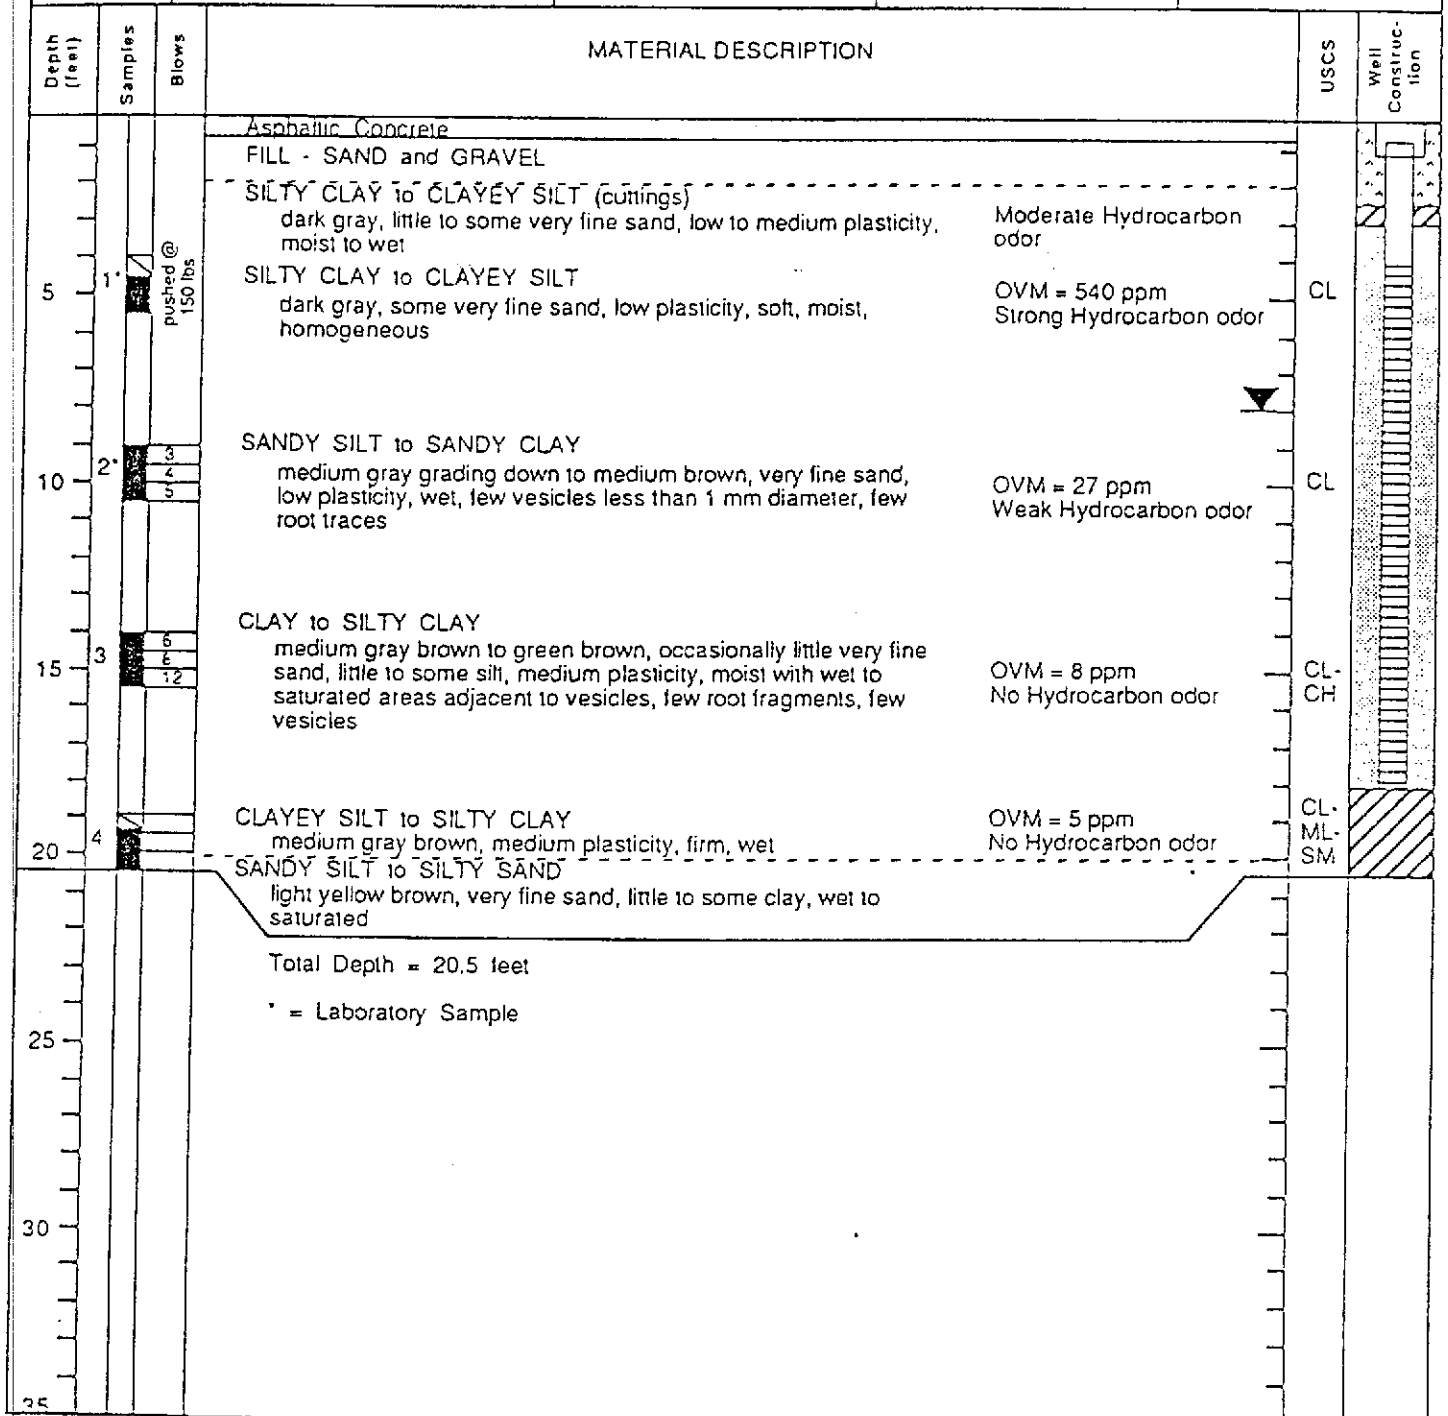 Depth (feet)
Samples
Blows
MATERIAL DESCRIPTION
USCS
Well Construc-tion
Asphaltic Concrete
FILL - SAND and GRAVEL
SILTY CLAY to CLAYEY SILT (cuttings)
dark gray, little to some very fine sand, low to medium plasticity,
moist to wet
Moderate Hydrocarbon
odor
pushed @
150 lbs
5
1*
SILTY CLAY to CLAYEY SILT
dark gray, some very fine sand, low plasticity, soft, moist,
homogeneous
OVM = 540 ppm
Strong Hydrocarbon odor
CL
10
2*
3
4
5
SANDY SILT to SANDY CLAY
medium gray grading down to medium brown, very fine sand,
low plasticity, wet, few vesicles less than 1 mm diameter, few
root traces
OVM = 27 ppm
Weak Hydrocarbon odor
CL
15
3
12
CLAY to SILTY CLAY
medium gray brown to green brown, occasionally little very fine
sand, little to some silt, medium plasticity, moist with wet to
saturated areas adjacent to vesicles, few root fragments, few
vesicles
OVM = 8 ppm
No Hydrocarbon odor
CL-
CH
20
4
CLAYEY SILT to SILTY CLAY
medium gray brown, medium plasticity, firm, wet
OVM = 5 ppm
No Hydrocarbon odor
CL-
ML-
SM
SANDY SILT to SILTY SAND
light yellow brown, very fine sand, little to some clay, wet to
saturated
Total Depth = 20.5 feet
* = Laboratory Sample
25
30
35